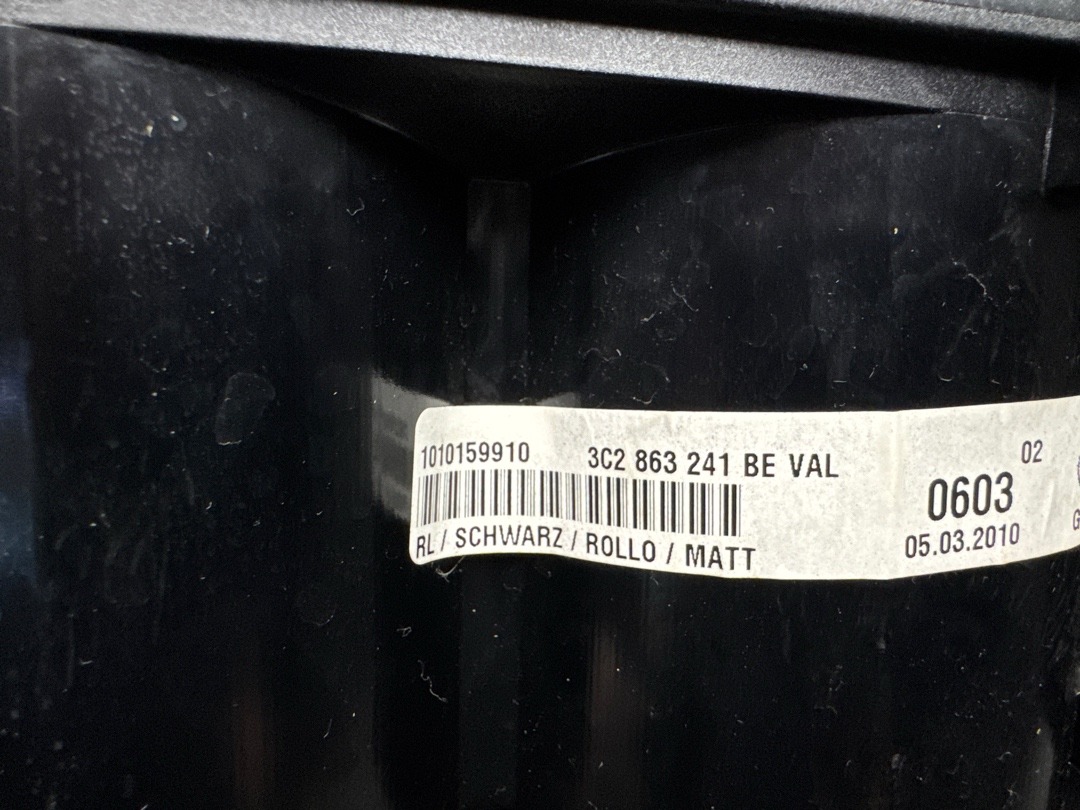 1010159910 3C2 863 241 BE VAL
RL / SCHWARZ / ROLLO / MATT
02
0603
05.03.2010